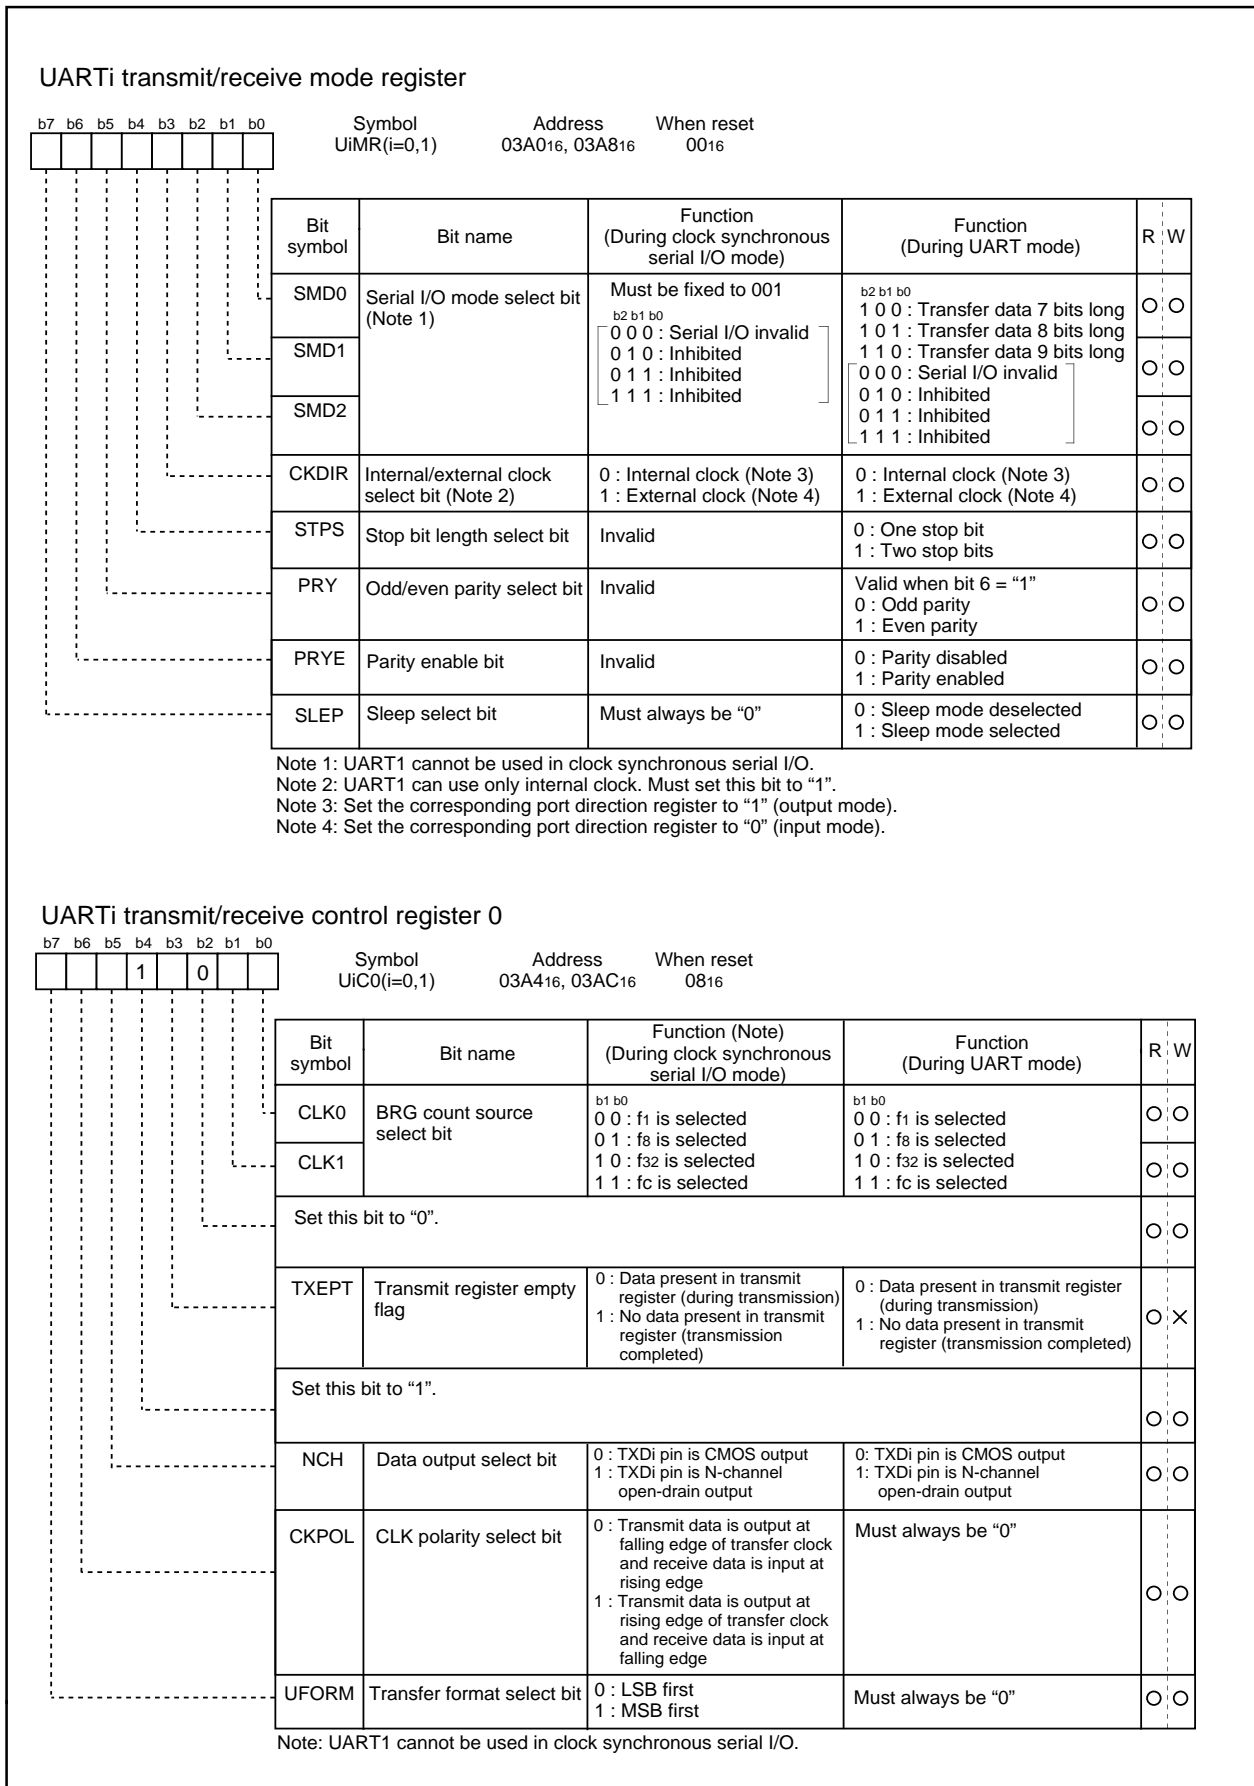 UARTi transmit/receive mode register
b7 b6 b5 b4 b3 b2 b1 b0
Symbol Address When reset
UiMR(i=0,1) 03A016, 03A816 0016
Bit symbol
Bit name
Function
(During clock synchronous
serial I/O mode)
Function
(During UART mode)
R W
SMD0
SMD1
SMD2
Serial I/O mode select bit
(Note 1)
Must be fixed to 001
b2 b1 b0
0 0 0 : Serial I/O invalid
0 1 0 : Inhibited
0 1 1 : Inhibited
1 1 1 : Inhibited
b2 b1 b0
1 0 0 : Transfer data 7 bits long
1 0 1 : Transfer data 8 bits long
1 1 0 : Transfer data 9 bits long
0 0 0 : Serial I/O invalid
0 1 0 : Inhibited
0 1 1 : Inhibited
1 1 1 : Inhibited
CKDIR
Internal/external clock
select bit (Note 2)
0 : Internal clock (Note 3)
1 : External clock (Note 4)
0 : Internal clock (Note 3)
1 : External clock (Note 4)
STPS
Stop bit length select bit
Invalid
0 : One stop bit
1 : Two stop bits
PRY
Odd/even parity select bit
Invalid
Valid when bit 6 = “1”
0 : Odd parity
1 : Even parity
PRYE
Parity enable bit
Invalid
0 : Parity disabled
1 : Parity enabled
SLEP
Sleep select bit
Must always be “0”
0 : Sleep mode deselected
1 : Sleep mode selected
Note 1: UART1 cannot be used in clock synchronous serial I/O.
Note 2: UART1 can use only internal clock. Must set this bit to “1”.
Note 3: Set the corresponding port direction register to “1” (output mode).
Note 4: Set the corresponding port direction register to “0” (input mode).
UARTi transmit/receive control register 0
b7 b6 b5 b4 b3 b2 b1 b0
1 0
Symbol Address When reset
UiC0(i=0,1) 03A416, 03AC16 0816
Bit symbol
Bit name
Function (Note)
(During clock synchronous
serial I/O mode)
Function
(During UART mode)
R W
CLK0
CLK1
BRG count source
select bit
b1 b0
0 0 : f1 is selected
0 1 : f8 is selected
1 0 : f32 is selected
1 1 : fc is selected
b1 b0
0 0 : f1 is selected
0 1 : f8 is selected
1 0 : f32 is selected
1 1 : fc is selected
Set this bit to “0”.
TXEPT
Transmit register empty
flag
0 : Data present in transmit
register (during transmission)
1 : No data present in transmit
register (transmission
completed)
0 : Data present in transmit register
(during transmission)
1 : No data present in transmit
register (transmission completed)
Set this bit to “1”.
NCH
Data output select bit
0 : TXDi pin is CMOS output
1 : TXDi pin is N-channel
open-drain output
0: TXDi pin is CMOS output
1: TXDi pin is N-channel
open-drain output
CKPOL
CLK polarity select bit
0 : Transmit data is output at
falling edge of transfer clock
and receive data is input at
rising edge
1 : Transmit data is output at
rising edge of transfer clock
and receive data is input at
falling edge
Must always be “0”
UFORM
Transfer format select bit
0 : LSB first
1 : MSB first
Must always be “0”
Note: UART1 cannot be used in clock synchronous serial I/O.